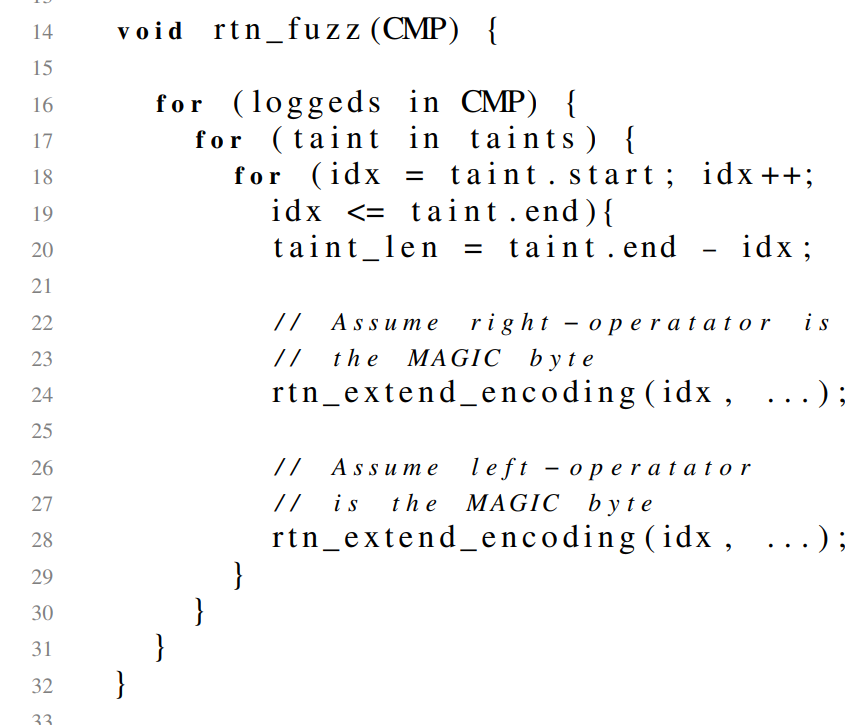 14 void rtn_fuzz(CMP) {
15
16 for (loggeds in CMP) {
17 for (taint in taints) {
18 for (idx = taint.start; idx++;
19 idx <= taint.end){
20 taint_len = taint.end - idx;
21
22 // Assume right-operatator is
23 // the MAGIC byte
24 rtn_extend_encoding(idx, ...);
25
26 // Assume left-operatator
27 // is the MAGIC byte
28 rtn_extend_encoding(idx, ...);
29 }
30 }
31 }
32 }
33